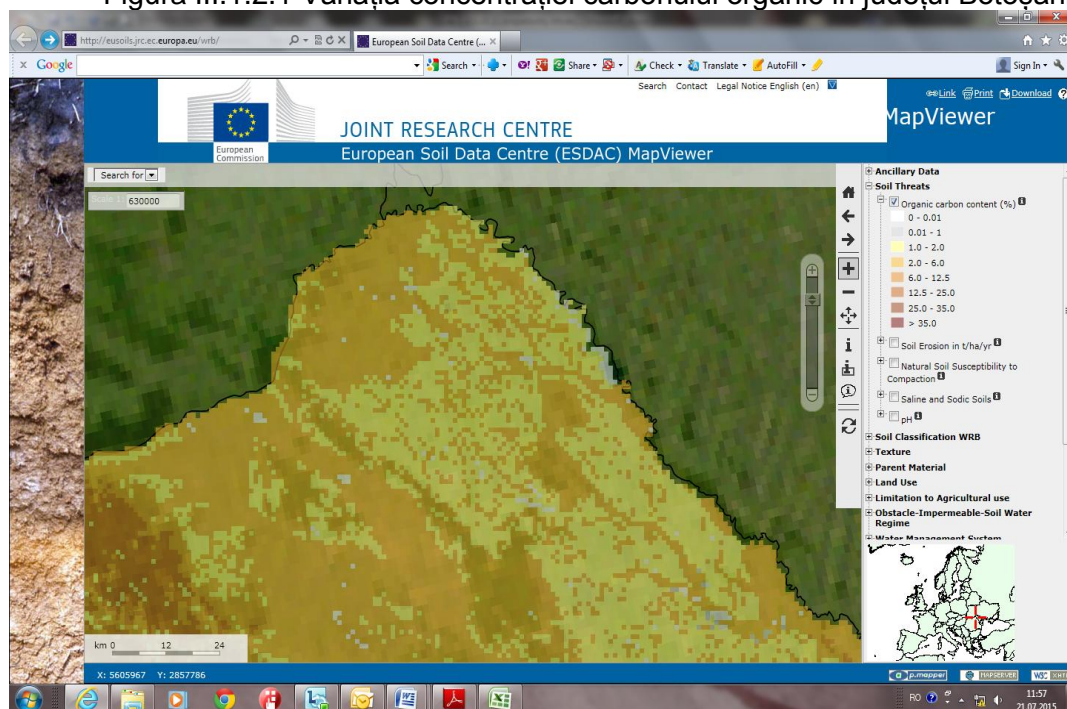 Figura III.1.2.1 Variația concentrației carbonului organic în județul Botoșani
http://eusoils.jrc.ec.europa.eu/wrb/
European Soil Data Centre (...
x Google
Search
Share
Check
Translate
AutoFill
Sign In
Search Contact Legal Notice English (en)
Link Print Download
European Commission
JOINT RESEARCH CENTRE
MapViewer
European Soil Data Centre (ESDAC) MapViewer
Search for
Scale 1: 630000
Ancillary Data
Soil Threats
Organic carbon content (%)
0 - 0.01
0.01 - 1
1.0 - 2.0
2.0 - 6.0
6.0 - 12.5
12.5 - 25.0
25.0 - 35.0
> 35.0
Soil Erosion in t/ha/yr
Natural Soil Susceptibility to
Compaction
Saline and Sodic Soils
pH
Soil Classification WRB
Texture
Parent Material
Land Use
Limitation to Agricultural use
Obstacle-Impermeable-Soil Water
Regime
Water Management System
km 0 12 24
X: 5605967 Y: 2857786
p.mapper
MAPSERVER
W3C XHT
RO
11:57
21.07.2015